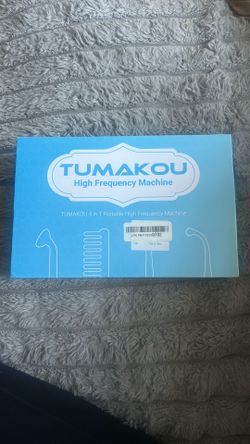 TUMAKOU
High Frequency Machine
TUMAKOU 4 in 1 Portable High Frequency Machine